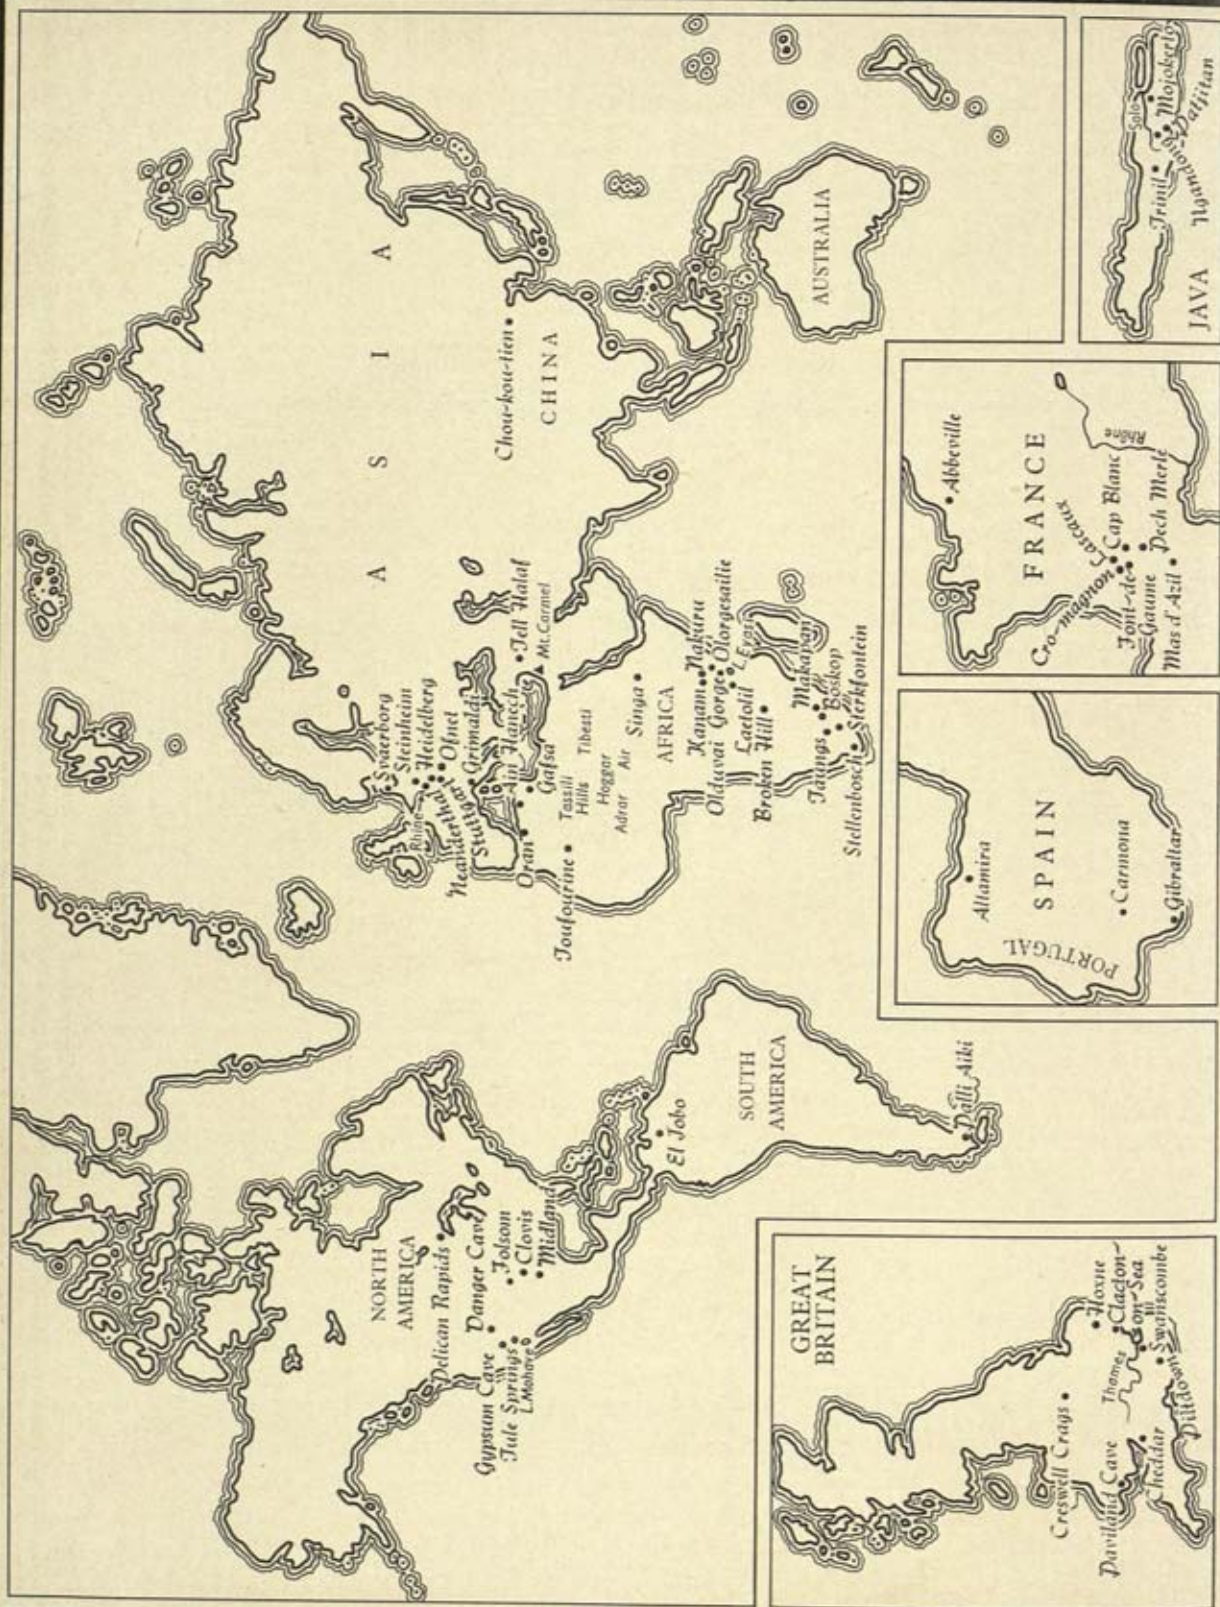 NORTH
AMERICA
Pelican Rapids
Danger Cave
Gypsum Cave
Tule Springs
L. Mohave
Folsom
Clovis
Midland
SOUTH
AMERICA
El Jobo
Palli Aiki
A S I A
Svaerborg
Steinheim
Heidelberg
Ofnet
Grimaldi
Rhine
Neanderthal
Stuttgart
Ain Hanech
Tell Halaf
Mt. Carmel
Oran
Gafsa
Toufourine
Tassili
Hills
Tibesti
Hoggar
Adrar
Air
Singa
AFRICA
Kanam
Nakuru
Olduvai Gorge
Olorgesailie
Laetolil
L. Eyasi
Broken Hill
Makapan
Taungs
Boskop
Stellenbosch
Sterkfontein
Chou-kou-tien
CHINA
AUSTRALIA
GREAT
BRITAIN
Creswell Crags
Hoxne
Clacton-
on-Sea
Thames
Swanscombe
Paviland Cave
Cheddar
Piltdown
Altamira
SPAIN
PORTUGAL
Carmona
Gibraltar
Abbeville
FRANCE
Cro-magnon
Lascaux
Cap Blanc
Rhône
Font-de-
Gaume
Pech Merle
Mas d'Azil
Solo
Trinil
Mojokerto
Ngandong
Patjitan
JAVA